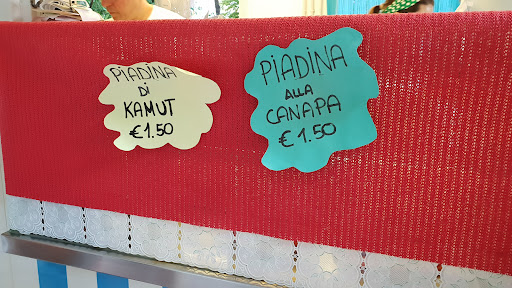 PIADINA
DI
KAMUT
€1.50
PIADINA
ALLA
CANAPA
€1.50